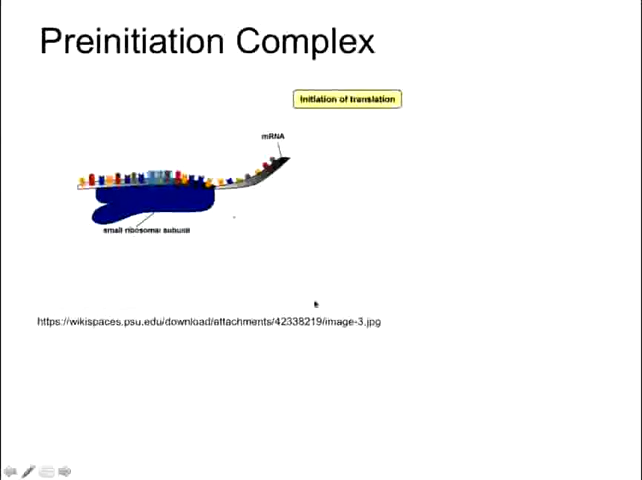 Preinitiation Complex
Initiation of translation
mRNA
small ribosomal subunit
https://wikispaces.psu.edu/download/attachments/42338219/image-3.jpg